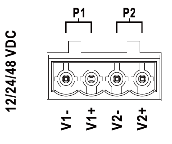 P1 P2
12/24/48 VDC
V1- V1+ V2- V2+